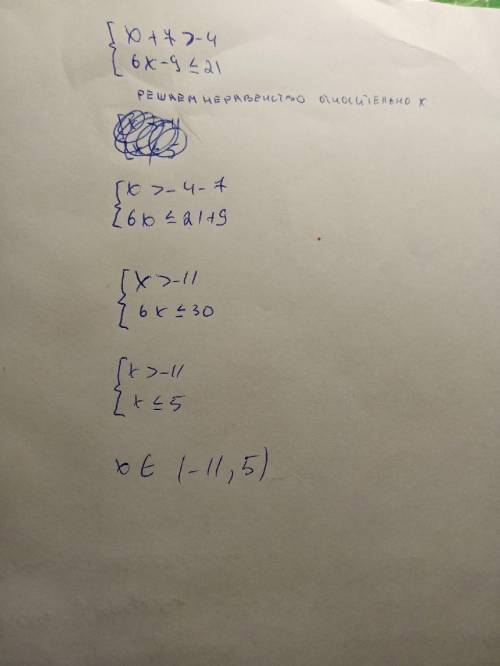 { x + 7 > -4
{ 6x - 9 ≤ 21
РЕШАЕМ НЕРАВЕНСТВО ОТНОСИТЕЛЬНО X
{ x > -4 - 7
{ 6x ≤ 21+9
{ x > -11
{ 6x ≤ 30
{ x > -11
{ x ≤ 5
x ∈ (-11, 5)